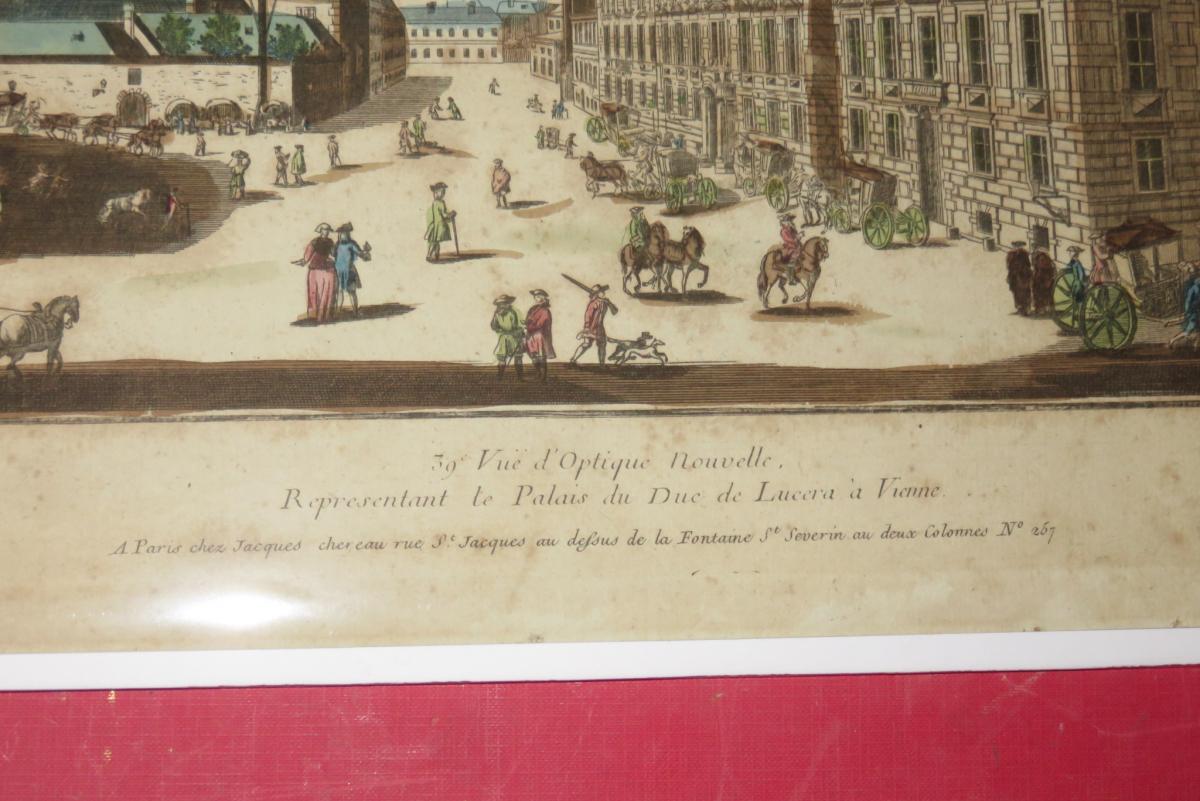 39ᵉ Vuë d'Optique Nouvelle,
Representant le Palais du Duc de Lucera à Vienne.
A Paris chez Jacques chereau rue Sᵗ. Jacques au dessus de la Fontaine Sᵗ Severin au deux Colonnes Nº 257